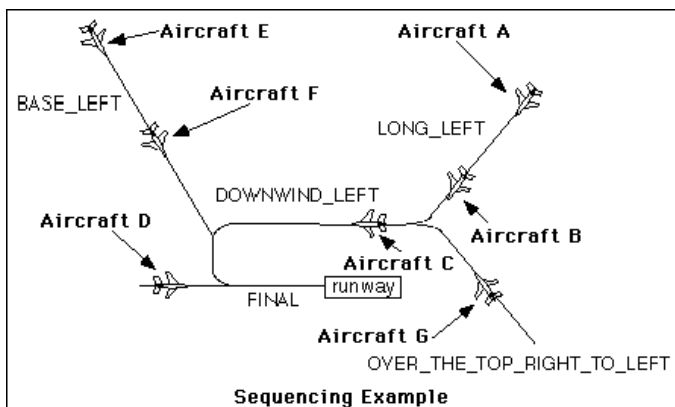 Aircraft E
Aircraft A
BASE_LEFT
Aircraft F
LONG_LEFT
DOWNWIND_LEFT
Aircraft D
Aircraft B
Aircraft C
runway
FINAL
Aircraft G
OVER_THE_TOP_RIGHT_TO_LEFT
Sequencing Example